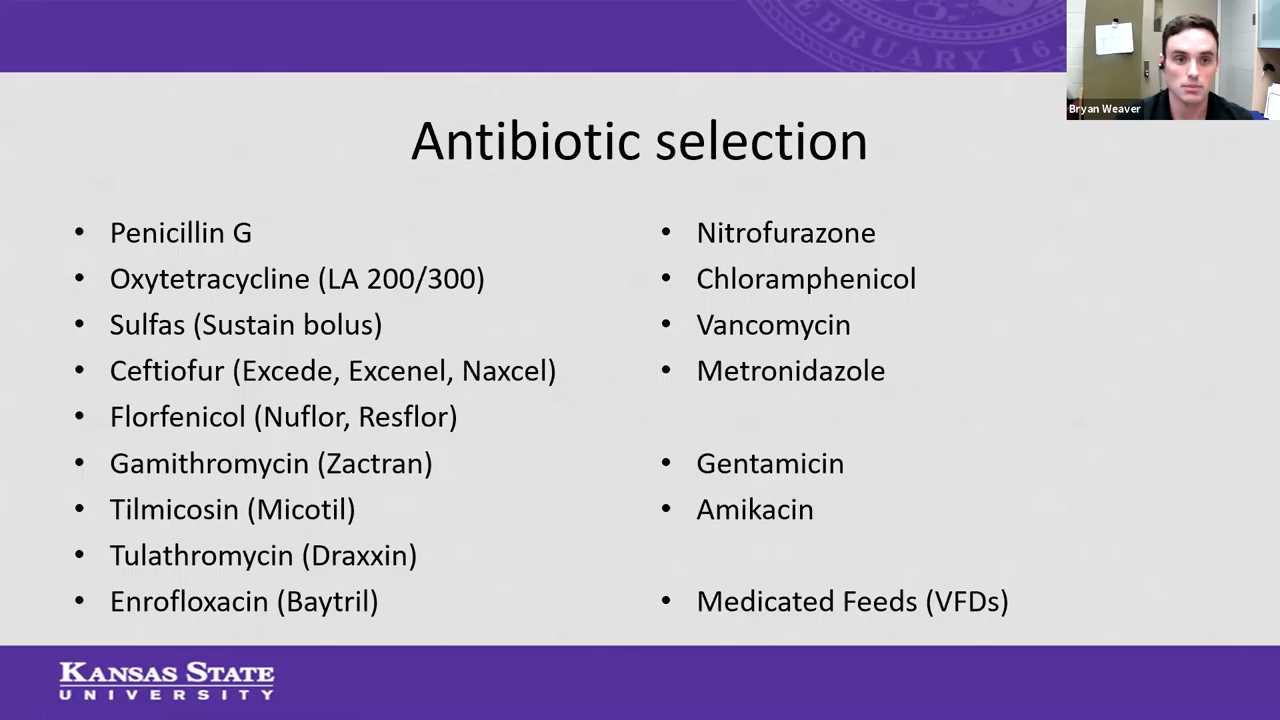 FEBRUARY 16,
Bryan Weaver
Antibiotic selection
• Penicillin G
• Oxytetracycline (LA 200/300)
• Sulfas (Sustain bolus)
• Ceftiofur (Excede, Excenel, Naxcel)
• Florfenicol (Nuflor, Resflor)
• Gamithromycin (Zactran)
• Tilmicosin (Micotil)
• Tulathromycin (Draxxin)
• Enrofloxacin (Baytril)
• Nitrofurazone
• Chloramphenicol
• Vancomycin
• Metronidazole
• Gentamicin
• Amikacin
• Medicated Feeds (VFDs)
KANSAS STATE
UNIVERSITY